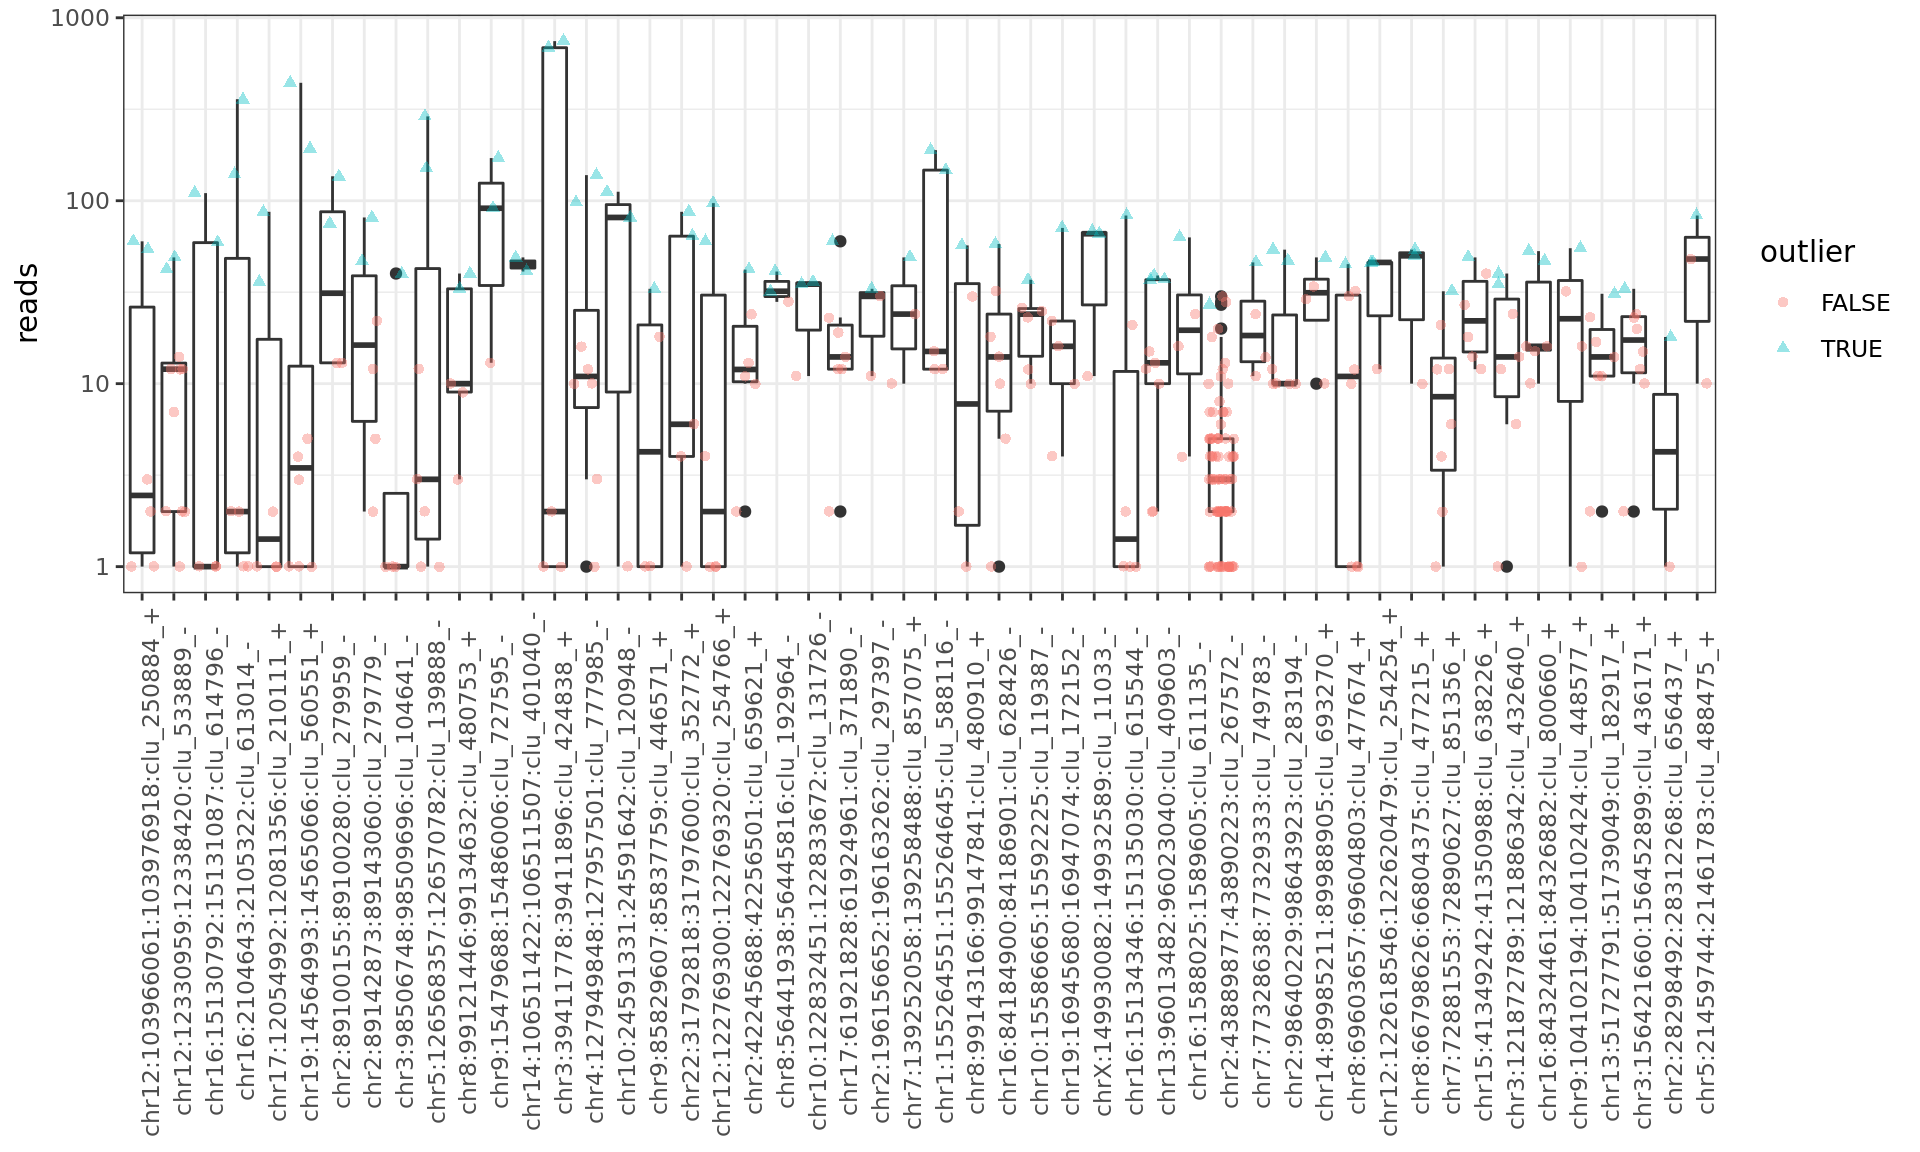 1000
100
10
1
reads
chr12:103966061:103976918:clu_250884_+
chr12:12330959:12338420:clu_533889_-
chr16:15130792:15131087:clu_614796_-
chr16:2104643:2105322:clu_613014_-
chr17:12054992:12081356:clu_210111_+
chr19:14564993:14565066:clu_560551_+
chr2:89100155:89100280:clu_279959_-
chr2:89142873:89143060:clu_279779_-
chr3:98506748:98509696:clu_104641_-
chr5:126568357:126570782:clu_139888_-
chr8:99121446:99134632:clu_480753_+
chr9:15479688:15486006:clu_727595_-
chr14:106511422:106511507:clu_401040_-
chr3:39411778:39411896:clu_424838_+
chr4:127949848:127957501:clu_777985_-
chr10:24591331:24591642:clu_120948_-
chr9:85829607:85837759:clu_446571_+
chr22:31792818:31797600:clu_352772_+
chr12:122769300:122769320:clu_254766_+
chr2:42245688:42256501:clu_659621_+
chr8:56441938:56445816:clu_192964_-
chr10:122832451:122833672:clu_131726_-
chr17:61921828:61924961:clu_371890_-
chr2:196156652:196163262:clu_297397_-
chr7:139252058:139258488:clu_857075_+
chr1:155264551:155264645:clu_588116_-
chr8:99143166:99147841:clu_480910_+
chr16:84184900:84186901:clu_628426_-
chr10:15586665:15592225:clu_119387_-
chr19:16945680:16947074:clu_172152_-
chrX:149930082:149932589:clu_11033_-
chr16:15134346:15135030:clu_615544_-
chr13:96013482:96023040:clu_409603_-
chr16:1588025:1589605:clu_611135_-
chr2:43889877:43890223:clu_267572_-
chr7:77328638:77329333:clu_749783_-
chr2:98640229:98643923:clu_283194_-
chr14:89985211:89988905:clu_693270_+
chr8:69603657:69604803:clu_477674_+
chr12:122618546:122620479:clu_254254_+
chr8:66798626:66804375:clu_477215_+
chr7:72881553:72890627:clu_851356_+
chr15:41349242:41350988:clu_638226_+
chr3:121872789:121886342:clu_432640_+
chr16:84324461:84326882:clu_800660_+
chr9:104102194:104102424:clu_448577_+
chr13:51727791:51739049:clu_182917_+
chr3:156421660:156452899:clu_436171_+
chr2:28298492:28312268:clu_656437_+
chr5:21459744:21461783:clu_488475_+
outlier
FALSE
TRUE